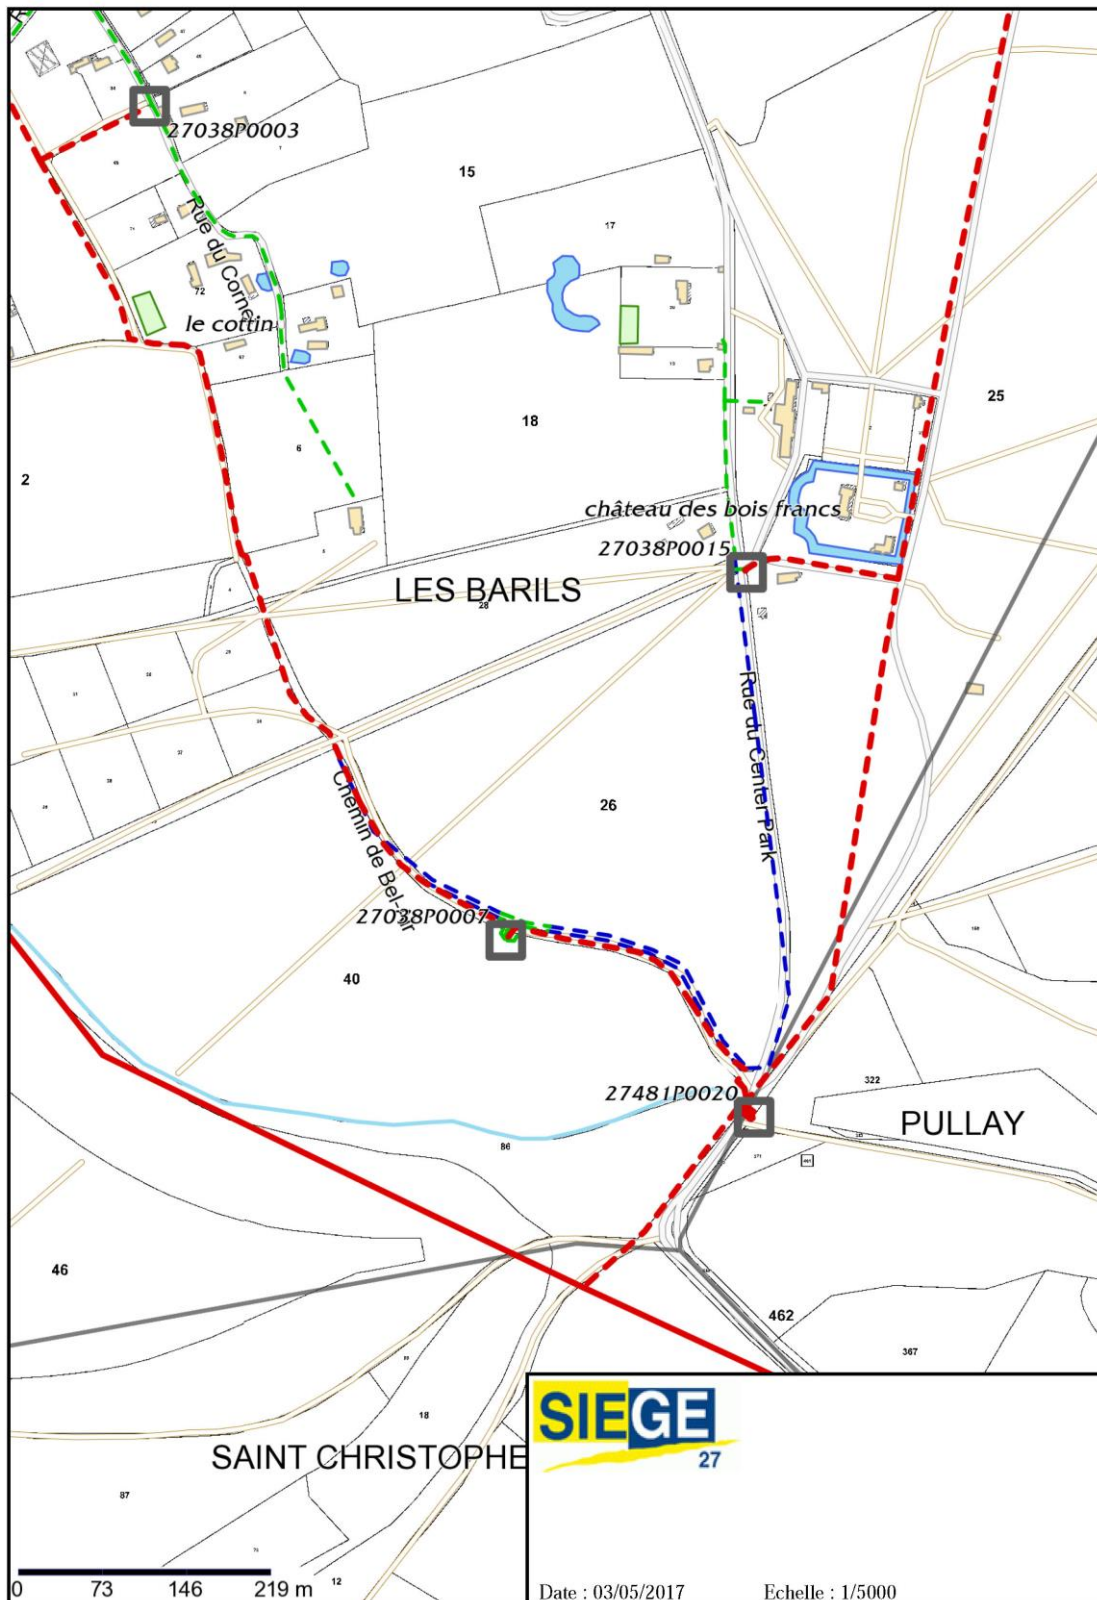 27038P0003
15
17
Rue du Corne
72
le cottin
18
25
6
2
château des bois francs
27038P0015
LES BARILS
28
Rue du Center Park
26
Chemin de Bel-
ir
27038P0007
40
27481P0020
322
PULLAY
86
46
462
367
18
SAINT CHRISTOPHE
87
12
SIEGE
27
0 73 146 219 m
Date : 03/05/2017 Echelle : 1/5000